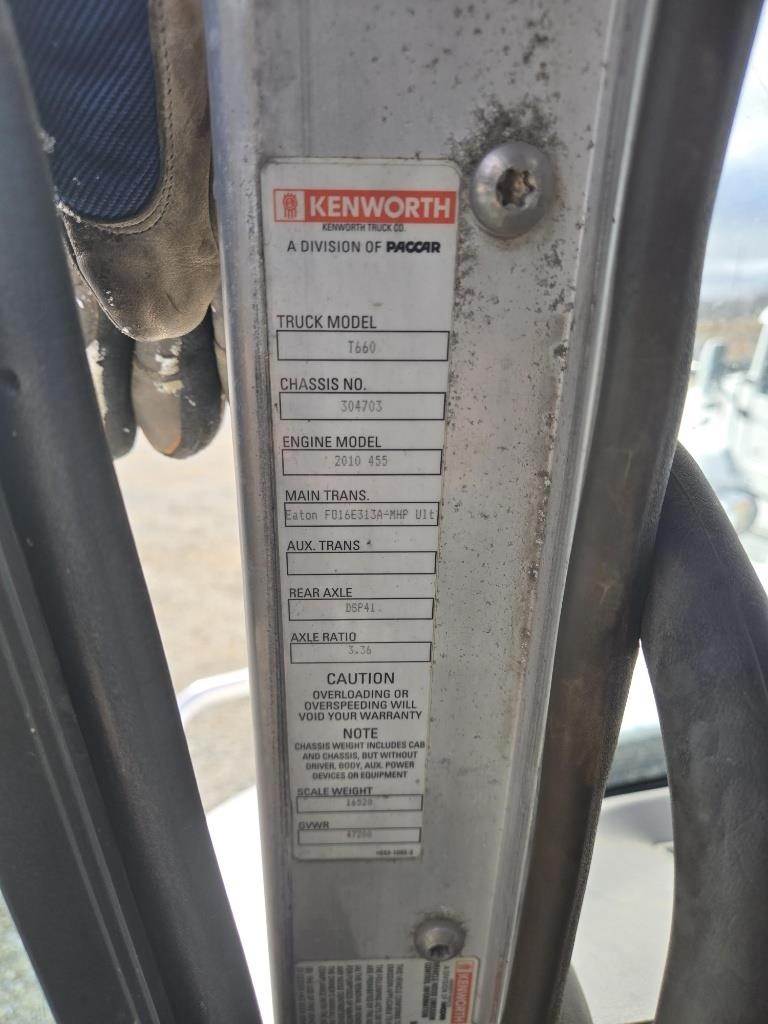 KENWORTH
KENWORTH TRUCK CO.
A DIVISION OF PACCAR
TRUCK MODEL
T660
CHASSIS NO.
304703
ENGINE MODEL
2010 455
MAIN TRANS.
Eaton FO16E313A-MHP Ult
AUX. TRANS
REAR AXLE
DSP41
AXLE RATIO
3.36
CAUTION
OVERLOADING OR
OVERSPEEDING WILL
VOID YOUR WARRANTY
NOTE
CHASSIS WEIGHT INCLUDES CAB
AND CHASSIS, BUT WITHOUT
DRIVER, BODY, AUX. POWER
DEVICES OR EQUIPMENT
SCALE WEIGHT
16520
GVWR
47200
KENWORTH